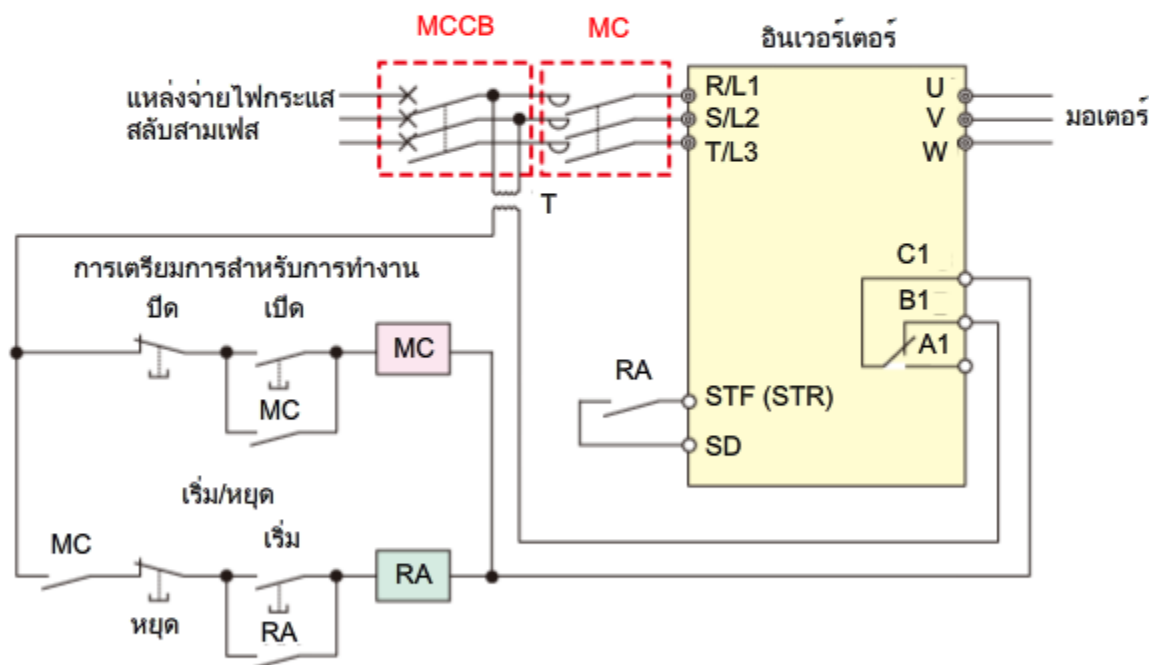 MCCB
MC
อินเวอร์เตอร์
แหล่งจ่ายไฟกระแส
สลับสามเฟส
R/L1
S/L2
T/L3
U
V
W
มอเตอร์
T
การเตรียมการสำหรับการทำงาน
ปิด
เปิด
MC
MC
C1
B1
A1
RA
STF (STR)
SD
เริ่ม/หยุด
MC
เริ่ม
RA
หยุด
RA